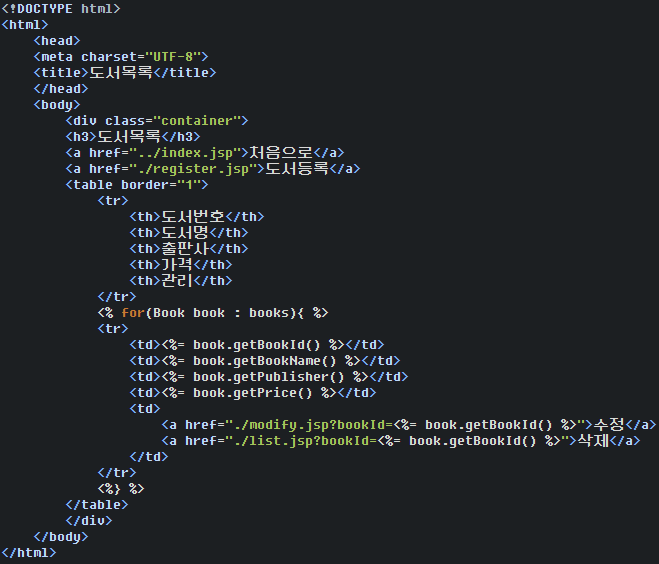 <!DOCTYPE html>
<html>
    <head>
    <meta charset="UTF-8">
    <title>도서목록</title>
    </head>
    <body>
        <div class="container">
        <h3>도서목록</h3>
        <a href="../index.jsp">처음으로</a>
        <a href="./register.jsp">도서등록</a>
        <table border="1">
            <tr>
                <th>도서번호</th>
                <th>도서명</th>
                <th>출판사</th>
                <th>가격</th>
                <th>관리</th>
            </tr>
            <% for(Book book : books){ %>
            <tr>
                <td><%= book.getBookId() %></td>
                <td><%= book.getBookName() %></td>
                <td><%= book.getPublisher() %></td>
                <td><%= book.getPrice() %></td>
                <td>
                    <a href="./modify.jsp?bookId=<%= book.getBookId() %>">수정</a>
                    <a href="./list.jsp?bookId=<%= book.getBookId() %>">삭제</a>
                </td>
            </tr>
            <%} %>
        </table>
        </div>
    </body>
</html>